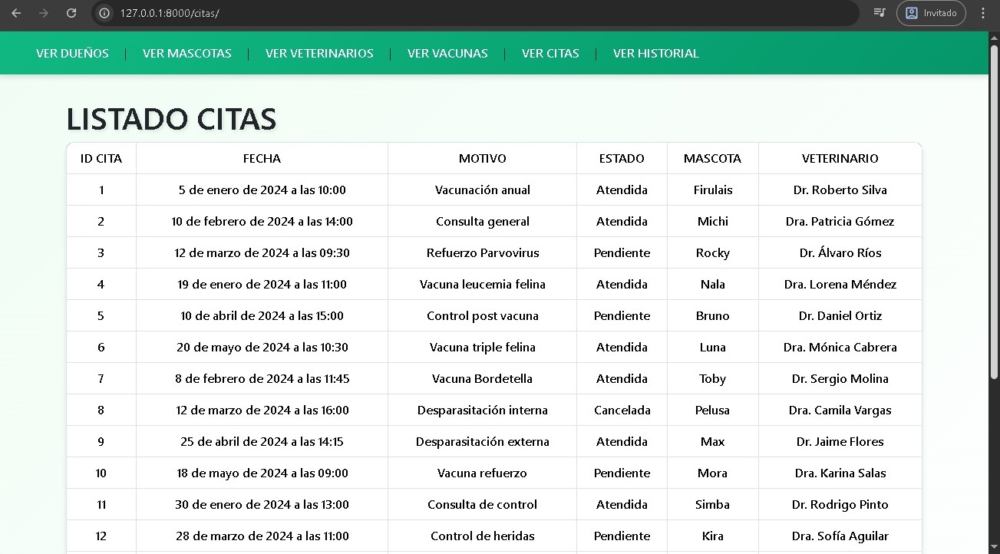 127.0.0.1:8000/citas/ Invitado
VER DUEÑOS | VER MASCOTAS | VER VETERINARIOS | VER VACUNAS | VER CITAS | VER HISTORIAL
LISTADO CITAS
ID CITA FECHA MOTIVO ESTADO MASCOTA VETERINARIO
1 5 de enero de 2024 a las 10:00 Vacunación anual Atendida Firulais Dr. Roberto Silva
2 10 de febrero de 2024 a las 14:00 Consulta general Atendida Michi Dra. Patricia Gómez
3 12 de marzo de 2024 a las 09:30 Refuerzo Parvovirus Pendiente Rocky Dr. Álvaro Ríos
4 19 de enero de 2024 a las 11:00 Vacuna leucemia felina Atendida Nala Dra. Lorena Méndez
5 10 de abril de 2024 a las 15:00 Control post vacuna Pendiente Bruno Dr. Daniel Ortiz
6 20 de mayo de 2024 a las 10:30 Vacuna triple felina Atendida Luna Dra. Mónica Cabrera
7 8 de febrero de 2024 a las 11:45 Vacuna Bordetella Atendida Toby Dr. Sergio Molina
8 12 de marzo de 2024 a las 16:00 Desparasitación interna Cancelada Pelusa Dra. Camila Vargas
9 25 de abril de 2024 a las 14:15 Desparasitación externa Atendida Max Dr. Jaime Flores
10 18 de mayo de 2024 a las 09:00 Vacuna refuerzo Pendiente Mora Dra. Karina Salas
11 30 de enero de 2024 a las 13:00 Consulta de control Atendida Simba Dr. Rodrigo Pinto
12 28 de marzo de 2024 a las 11:00 Control de heridas Pendiente Kira Dra. Sofía Aguilar